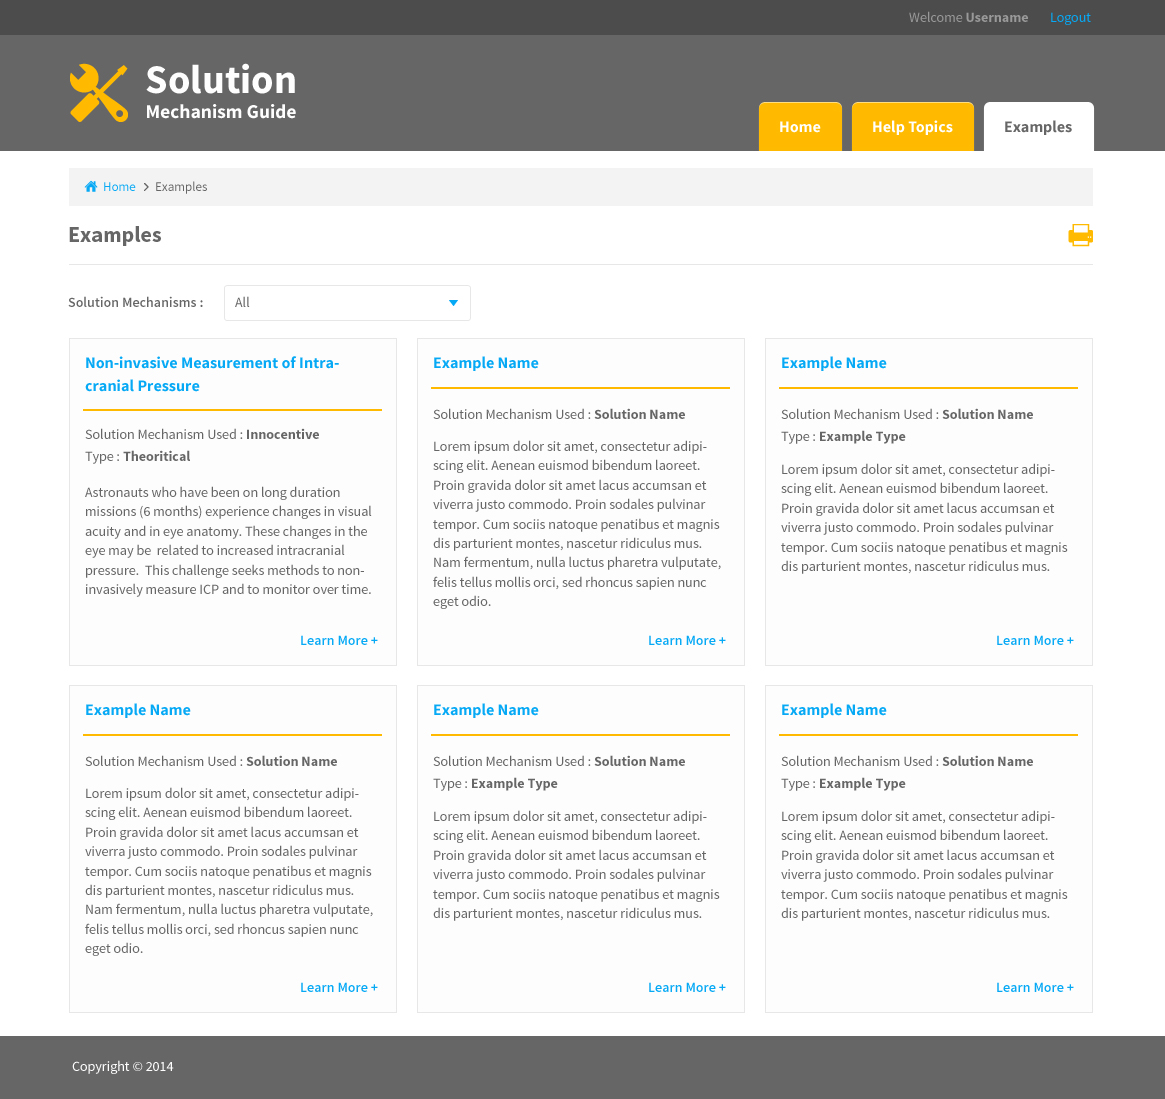 Welcome Username Logout
Solution
Mechanism Guide
Home Help Topics Examples
Home > Examples
Examples
Solution Mechanisms : All
Non-invasive Measurement of Intra-
cranial Pressure
Solution Mechanism Used : Innocentive
Type : Theoritical
Astronauts who have been on long duration
missions (6 months) experience changes in visual
acuity and in eye anatomy. These changes in the
eye may be  related to increased intracranial
pressure.  This challenge seeks methods to non-
invasively measure ICP and to monitor over time.
Learn More +
Example Name
Solution Mechanism Used : Solution Name
Lorem ipsum dolor sit amet, consectetur adipi-
scing elit. Aenean euismod bibendum laoreet.
Proin gravida dolor sit amet lacus accumsan et
viverra justo commodo. Proin sodales pulvinar
tempor. Cum sociis natoque penatibus et magnis
dis parturient montes, nascetur ridiculus mus.
Nam fermentum, nulla luctus pharetra vulputate,
felis tellus mollis orci, sed rhoncus sapien nunc
eget odio.
Learn More +
Example Name
Solution Mechanism Used : Solution Name
Type : Example Type
Lorem ipsum dolor sit amet, consectetur adipi-
scing elit. Aenean euismod bibendum laoreet.
Proin gravida dolor sit amet lacus accumsan et
viverra justo commodo. Proin sodales pulvinar
tempor. Cum sociis natoque penatibus et magnis
dis parturient montes, nascetur ridiculus mus.
Learn More +
Example Name
Solution Mechanism Used : Solution Name
Lorem ipsum dolor sit amet, consectetur adipi-
scing elit. Aenean euismod bibendum laoreet.
Proin gravida dolor sit amet lacus accumsan et
viverra justo commodo. Proin sodales pulvinar
tempor. Cum sociis natoque penatibus et magnis
dis parturient montes, nascetur ridiculus mus.
Nam fermentum, nulla luctus pharetra vulputate,
felis tellus mollis orci, sed rhoncus sapien nunc
eget odio.
Learn More +
Example Name
Solution Mechanism Used : Solution Name
Type : Example Type
Lorem ipsum dolor sit amet, consectetur adipi-
scing elit. Aenean euismod bibendum laoreet.
Proin gravida dolor sit amet lacus accumsan et
viverra justo commodo. Proin sodales pulvinar
tempor. Cum sociis natoque penatibus et magnis
dis parturient montes, nascetur ridiculus mus.
Learn More +
Example Name
Solution Mechanism Used : Solution Name
Type : Example Type
Lorem ipsum dolor sit amet, consectetur adipi-
scing elit. Aenean euismod bibendum laoreet.
Proin gravida dolor sit amet lacus accumsan et
viverra justo commodo. Proin sodales pulvinar
tempor. Cum sociis natoque penatibus et magnis
dis parturient montes, nascetur ridiculus mus.
Learn More +
Copyright © 2014